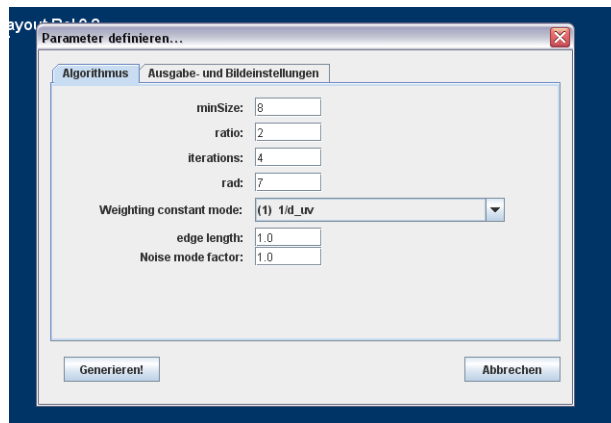 Parameter definieren...
Algorithmus Ausgabe- und Bildeinstellungen
minSize: 8
ratio: 2
iterations: 4
rad: 7
Weighting constant mode: (1) 1/d_uv
edge length: 1.0
Noise mode factor: 1.0
Generieren! Abbrechen